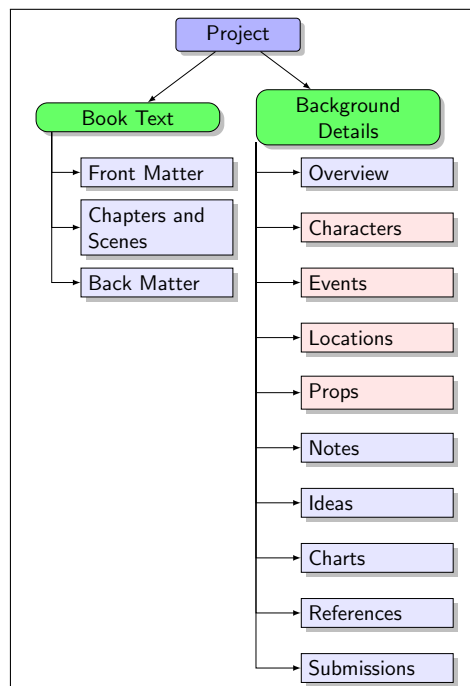 Project
Book Text
Front Matter
Chapters and
Scenes
Back Matter
Background
Details
Overview
Characters
Events
Locations
Props
Notes
Ideas
Charts
References
Submissions